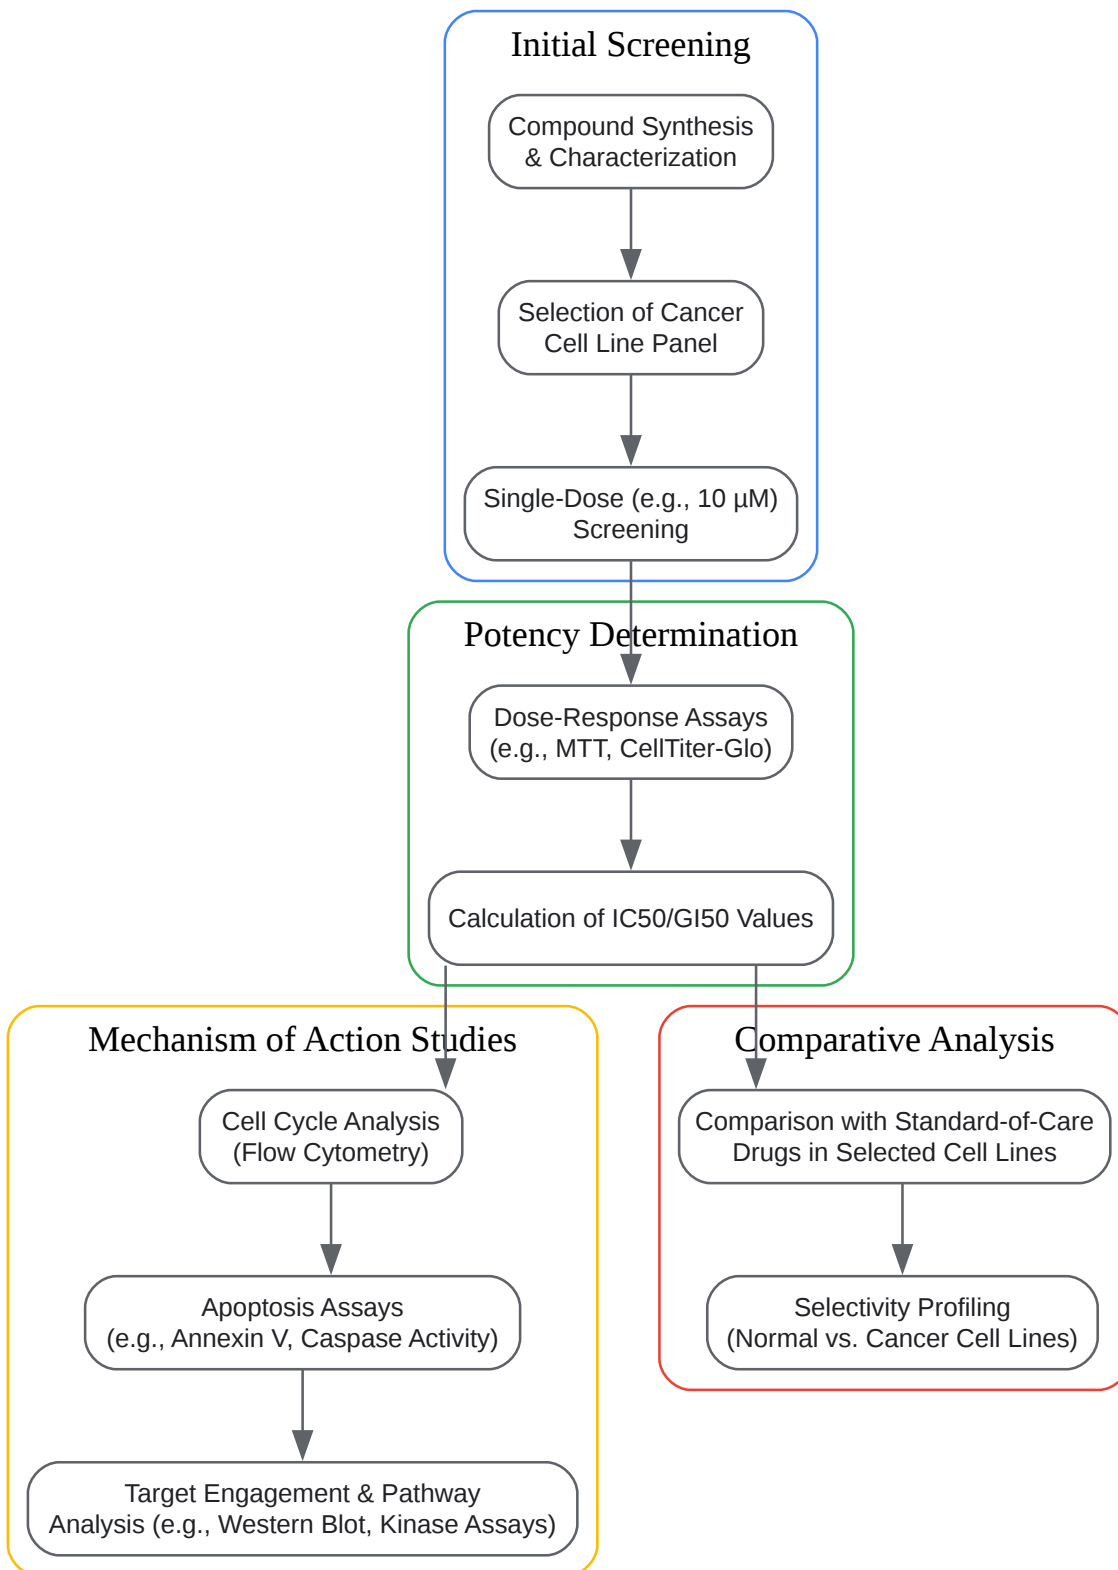 Initial Screening
Compound Synthesis
& Characterization
Selection of Cancer
Cell Line Panel
Single-Dose (e.g., 10 µM)
Screening
Potency Determination
Dose-Response Assays
(e.g., MTT, CellTiter-Glo)
Calculation of IC50/GI50 Values
Mechanism of Action Studies
Cell Cycle Analysis
(Flow Cytometry)
Apoptosis Assays
(e.g., Annexin V, Caspase Activity)
Target Engagement & Pathway
Analysis (e.g., Western Blot, Kinase Assays)
Comparative Analysis
Comparison with Standard-of-Care
Drugs in Selected Cell Lines
Selectivity Profiling
(Normal vs. Cancer Cell Lines)